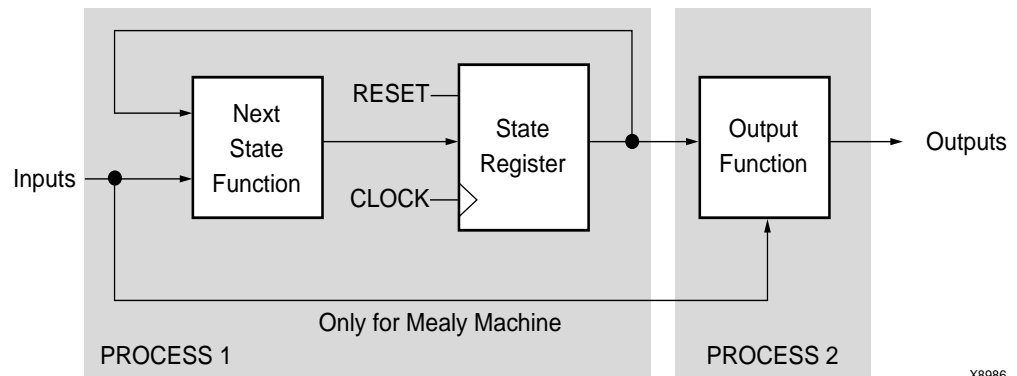 RESET
Next
State
Function
State
Register
Output
Function
Outputs
Inputs
CLOCK
Only for Mealy Machine
PROCESS 1
PROCESS 2
X8986